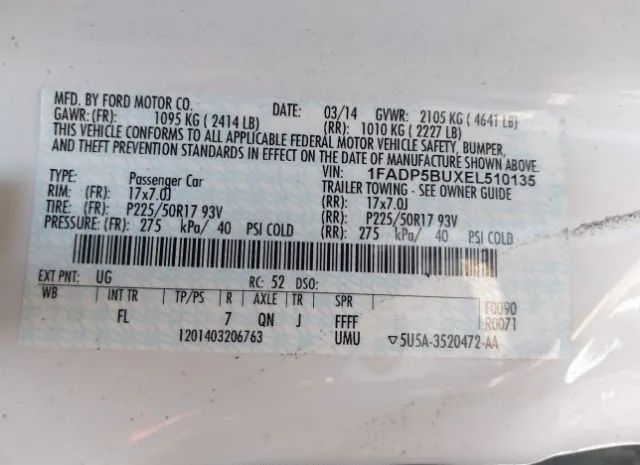 MFD. BY FORD MOTOR CO. DATE: 03/14 GVWR: 2105 KG ( 4641 LB)
GAWR: (FR): 1095 KG ( 2414 LB) (RR): 1010 KG ( 2227 LB)
THIS VEHICLE CONFORMS TO ALL APPLICABLE FEDERAL MOTOR VEHICLE SAFETY, BUMPER,
AND THEFT PREVENTION STANDARDS IN EFFECT ON THE DATE OF MANUFACTURE SHOWN ABOVE.
VIN: 1FADP5BUXEL510135
TYPE: Passenger Car TRAILER TOWING - SEE OWNER GUIDE
RIM: (FR): 17x7.0J (RR): 17x7.0J
TIRE: (FR): P225/50R17 93V (RR): P225/50R17 93V
PRESSURE: (FR): 275 kPa/ 40 PSI COLD (RR): 275 kPa/ 40 PSI COLD
EXT PNT: UG RC: 52 DSO:
WB INT TR TP/PS R AXLE TR SPR F0090
FL 7 QN J FFFF R0071
1201403206763 UMU ▽5U5A-3520472-AA